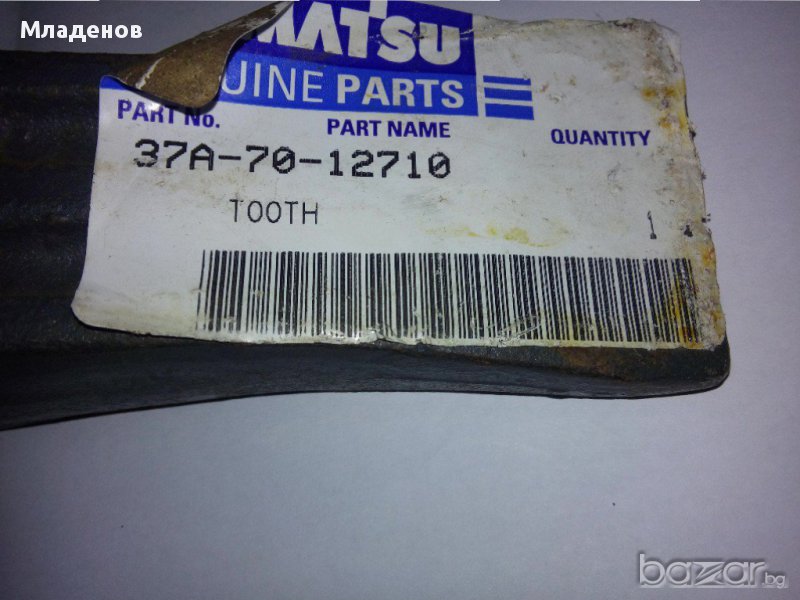 Младенов
MATSU
UINE PARTS
PART No.
PART NAME
QUANTITY
37A-70-12710
TOOTH
1
bazar.bg